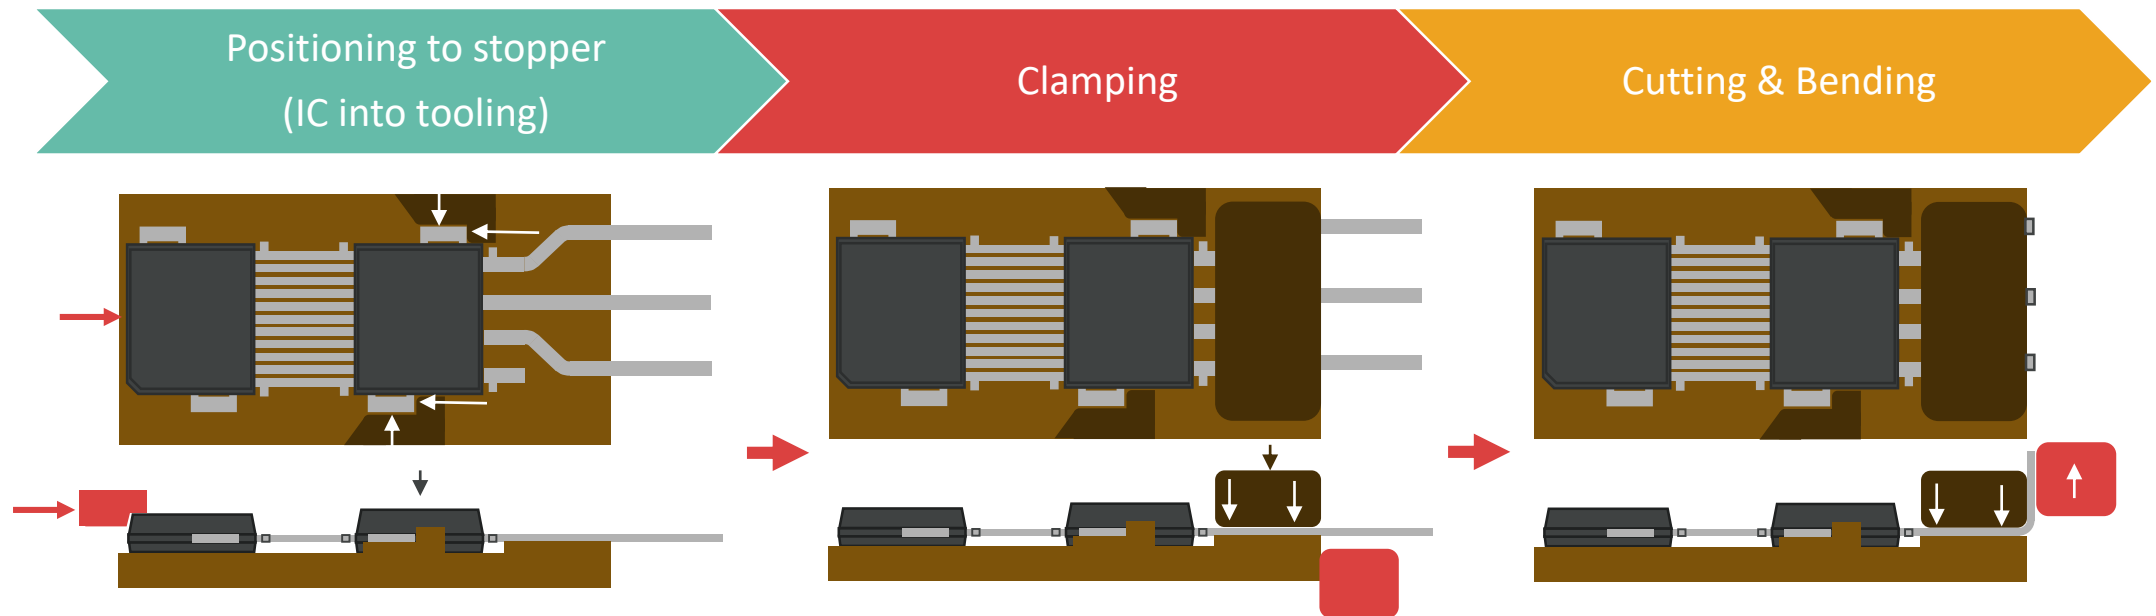 Positioning to stopper
(IC into tooling)
Clamping
Cutting & Bending